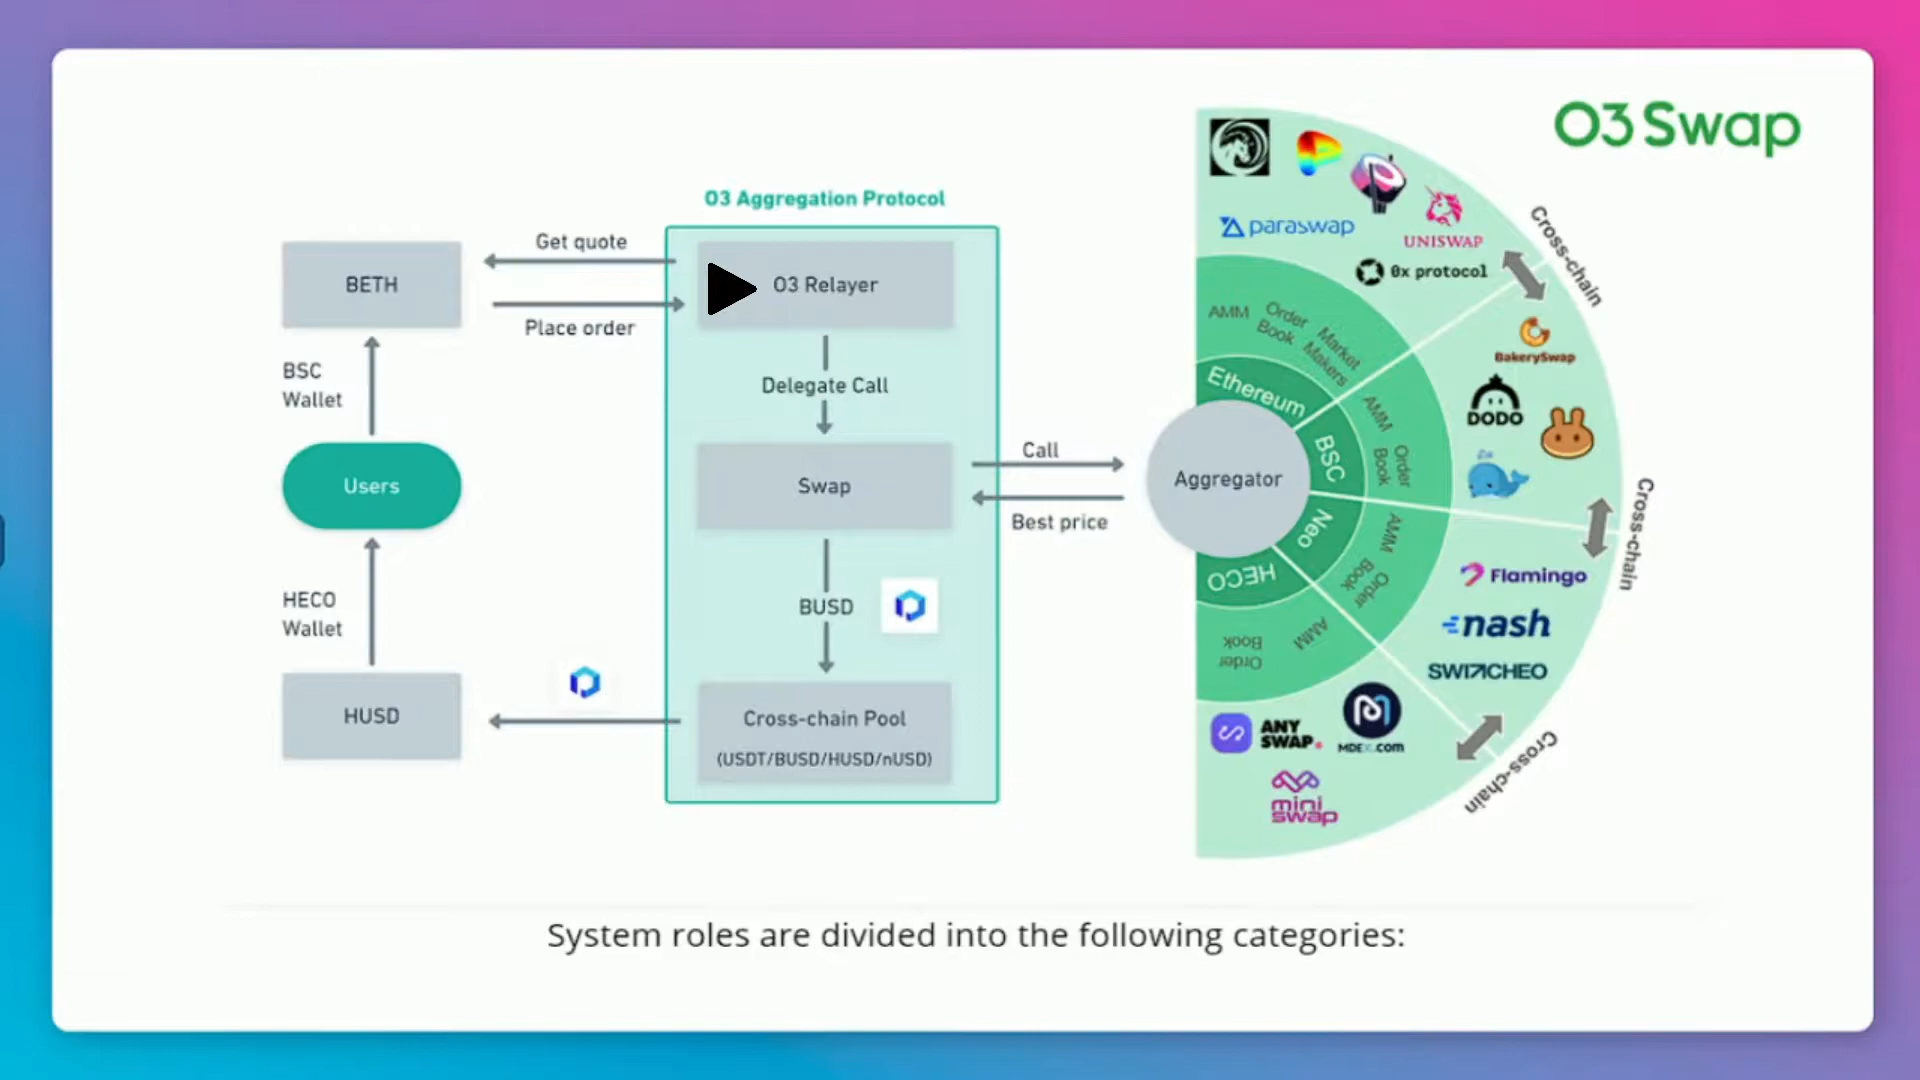 O3 Swap
O3 Aggregation Protocol
BETH
Get quote
Place order
O3 Relayer
BSC
Wallet
Delegate Call
Users
Swap
Call
Best price
HECO
Wallet
BUSD
HUSD
Cross-chain Pool
(USDT/BUSD/HUSD/nUSD)
Aggregator
Ethereum
BSC
Neo
HECO
AMM
Order
Book
Market
Makers
AMM
Order
Book
AMM
Order
Book
AMM
Order
Book
paraswap
UNISWAP
0x protocol
Cross-chain
BakerySwap
DODO
Cross-chain
Flamingo
nash
SWITCHEO
Cross-chain
ANY
SWAP.
MDEX.com
mini
swap
System roles are divided into the following categories: